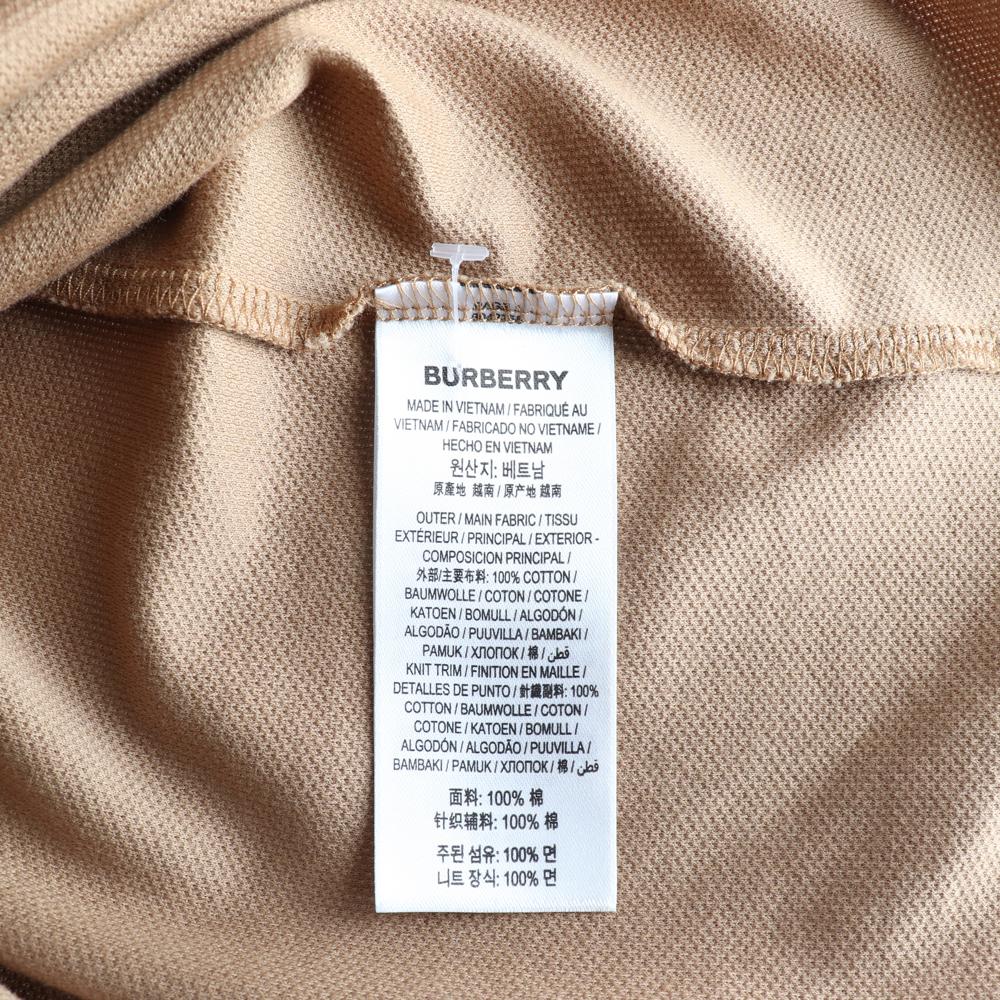 BURBERRY
MADE IN VIETNAM / FABRIQUÉ AU
VIETNAM / FABRICADO NO VIETNAME /
HECHO EN VIETNAM
원산지: 베트남
原產地 越南 / 原产地 越南
OUTER / MAIN FABRIC / TISSU
EXTÉRIEUR / PRINCIPAL / EXTERIOR -
COMPOSICION PRINCIPAL /
外部/主要布料: 100% COTTON /
BAUMWOLLE / COTON / COTONE /
KATOEN / BOMULL / ALGODÓN /
ALGODÃO / PUUVILLA / BAMBAKI /
PAMUK / ХЛОПОК / 棉 / قطن
KNIT TRIM / FINITION EN MAILLE /
DETALLES DE PUNTO / 針織副料: 100%
COTTON / BAUMWOLLE / COTON /
COTONE / KATOEN / BOMULL /
ALGODÓN / ALGODÃO / PUUVILLA /
BAMBAKI / PAMUK / ХЛОПОК / 棉 / قطن
面料: 100% 棉
针织辅料: 100% 棉
주된 섬유: 100% 면
니트 장식: 100% 면